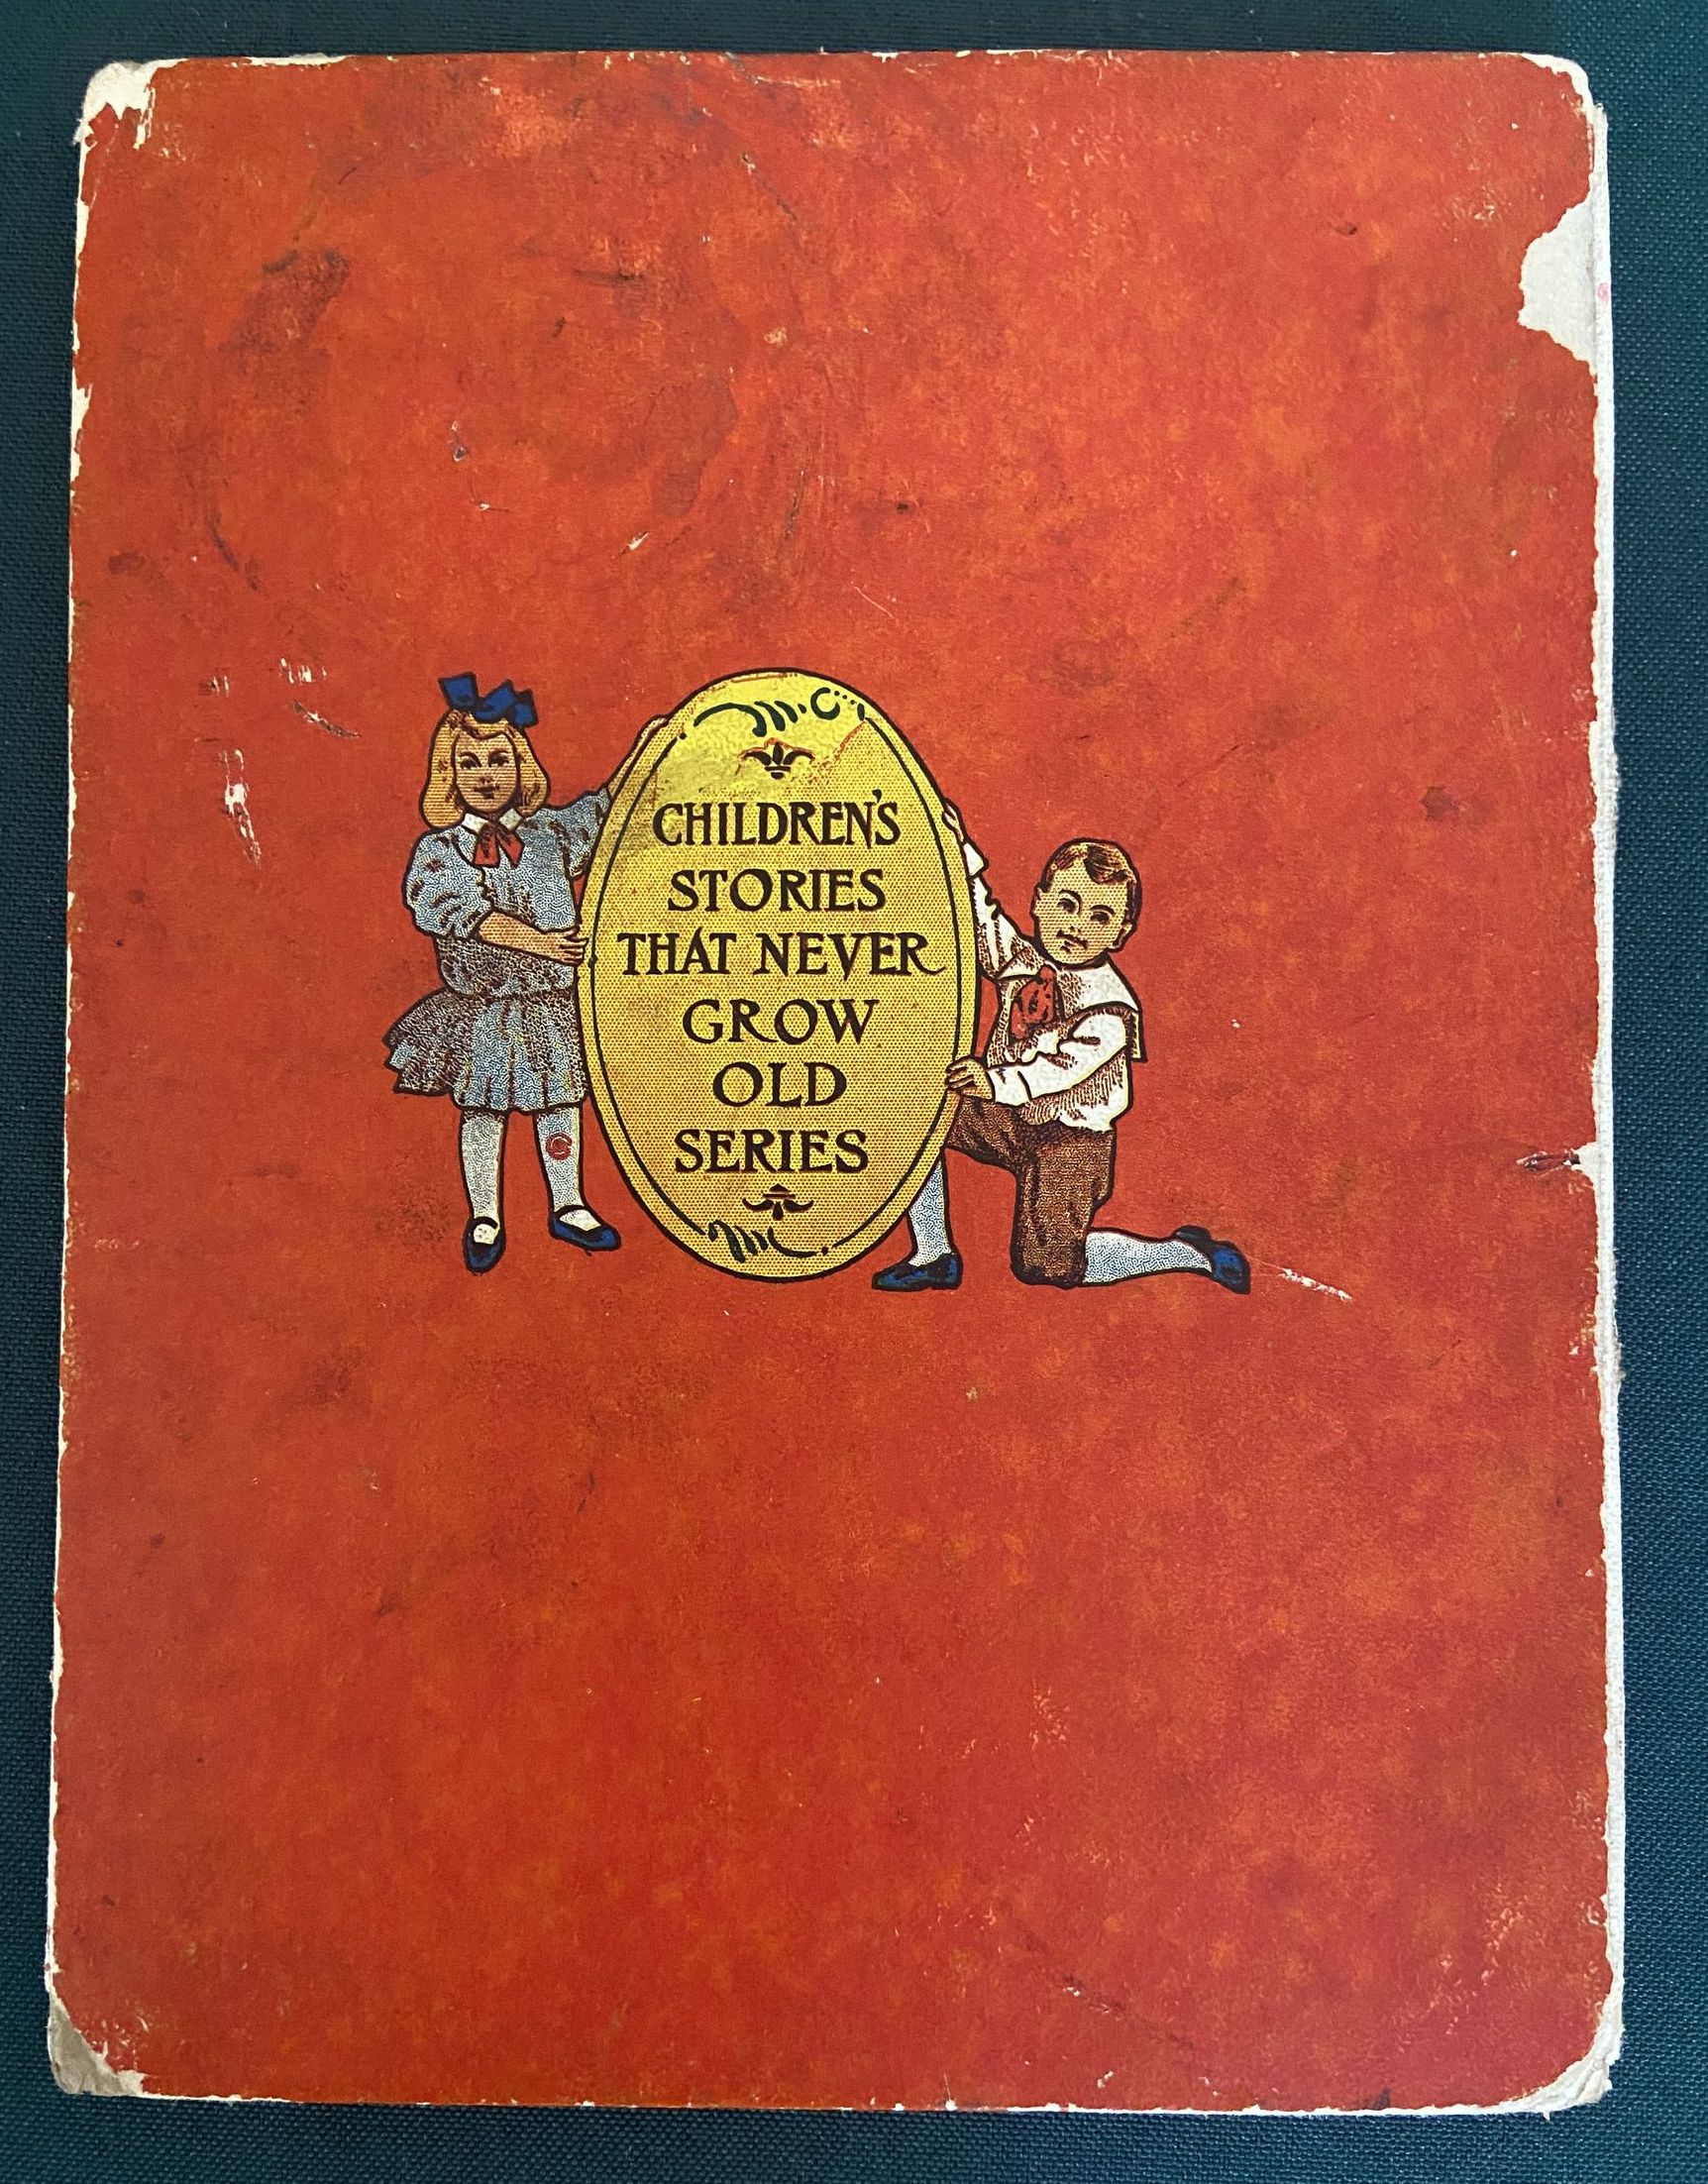 CHILDREN'S
STORIES
THAT NEVER
GROW
OLD
SERIES